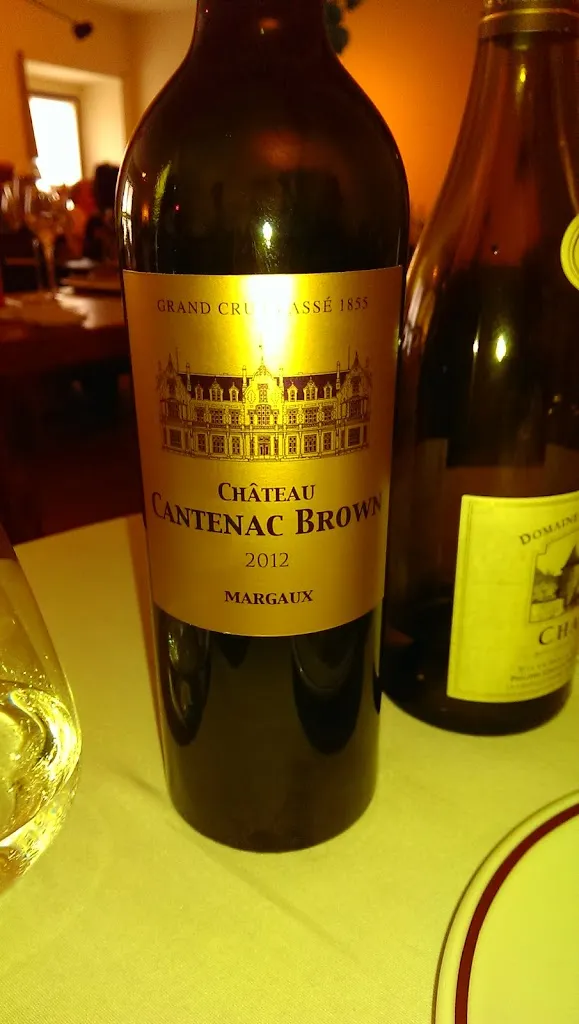 GRAND CRU CLASSÉ 1855
CHÂTEAU
CANTENAC BROWN
2012
MARGAUX
DOMAINE
CHA